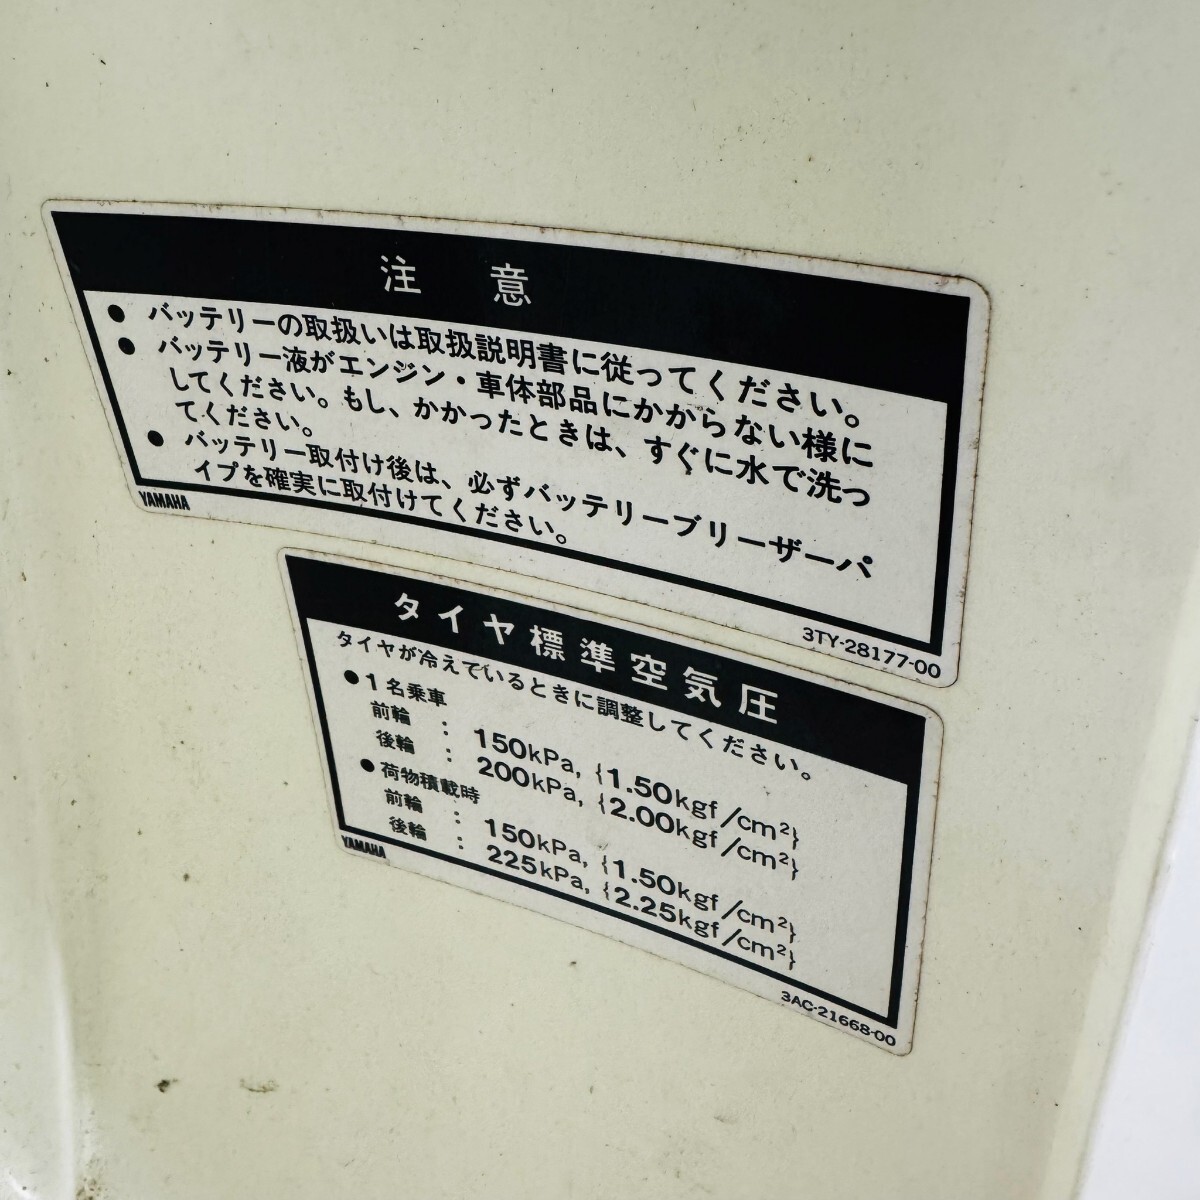 注意
● バッテリーの取扱いは取扱説明書に従ってください。
● バッテリー液がエンジン・車体部品にかからない様に
してください。もし、かかったときは、すぐに水で洗っ
てください。
● バッテリー取付け後は、必ずバッテリーブリーザーパ
イプを確実に取付けてください。
YAMAHA
3TY-28177-00
タイヤ標準空気圧
タイヤが冷えているときに調整してください。
● 1名乗車
前輪 : 150kPa, {1.50kgf/cm²}
後輪 : 200kPa, {2.00kgf/cm²}
● 荷物積載時
前輪 : 150kPa, {1.50kgf/cm²}
後輪 : 225kPa, {2.25kgf/cm²}
YAMAHA
3AC-21668-00